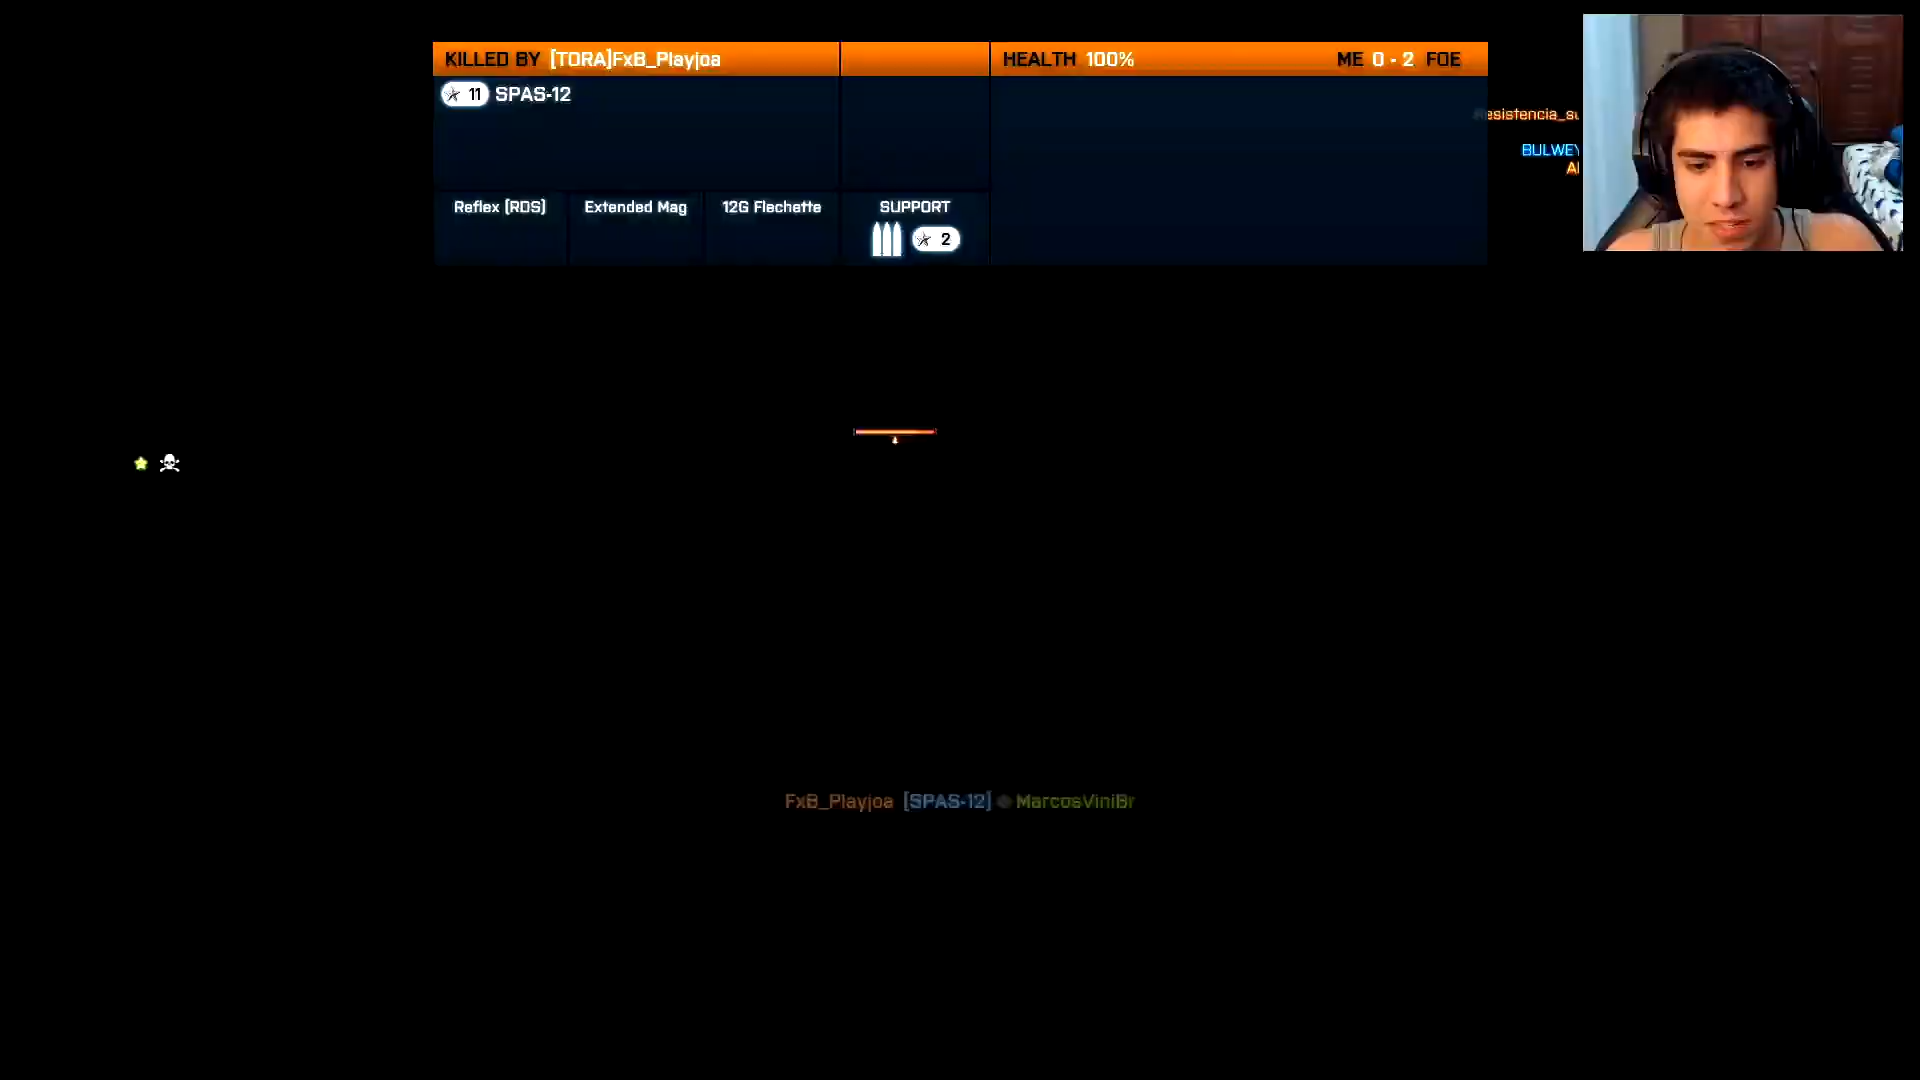 KILLED BY [TORA]FxB_Playjoa
HEALTH 100%
ME 0 - 2 FOE
11 SPAS-12
Reflex (RDS)
Extended Mag
12G Flechette
SUPPORT
2
BULWEY
FxB_Playjoa [SPAS-12] MarcosViniBr